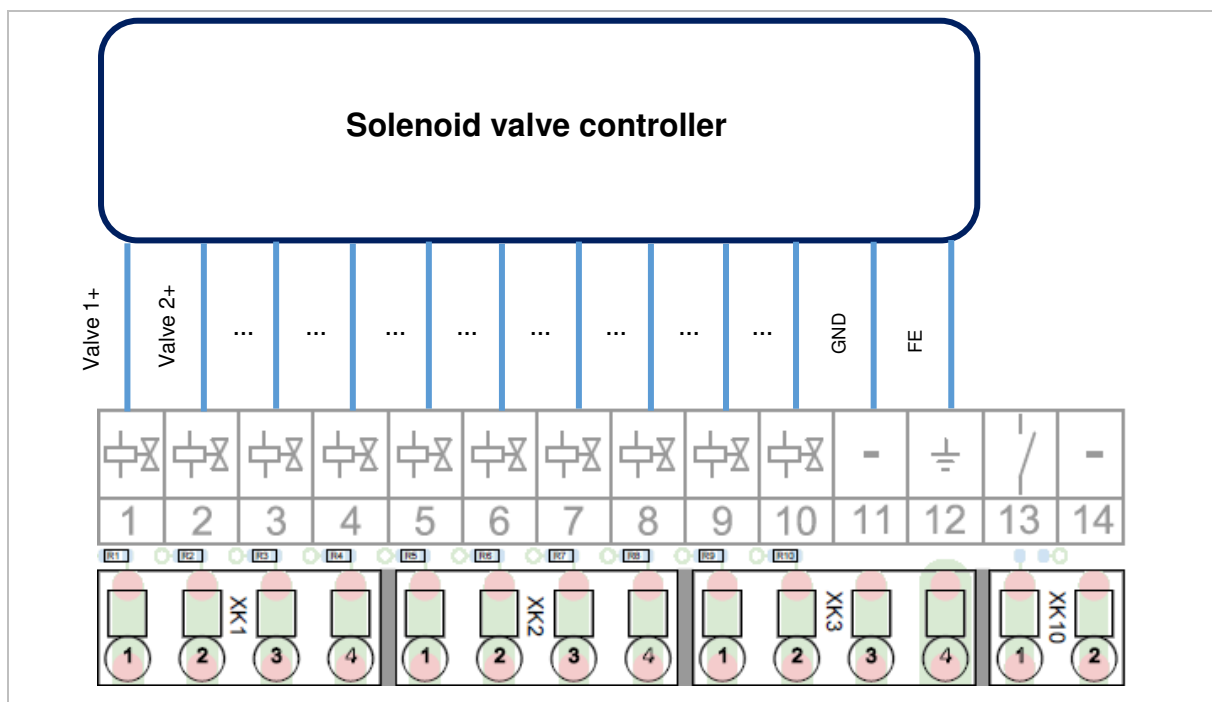 Solenoid valve controller
Valve 1+ Valve 2+ ... ... ... ... ... ... ... ... GND FE
- -
1 2 3 4 5 6 7 8 9 10 11 12 13 14
R1 R2 R3 R4 R5 R6 R7 R8 R9 R10
XK1 XK2 XK3 XK10
1 2 3 4 1 2 3 4 1 2 3 4 1 2